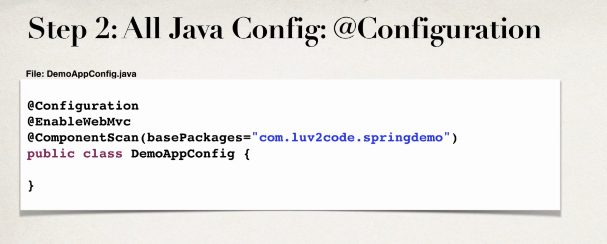 Step 2: All Java Config: @Configuration
File: DemoAppConfig.java
@Configuration
@EnableWebMvc
@ComponentScan(basePackages="com.luv2code.springdemo")
public class DemoAppConfig {
}